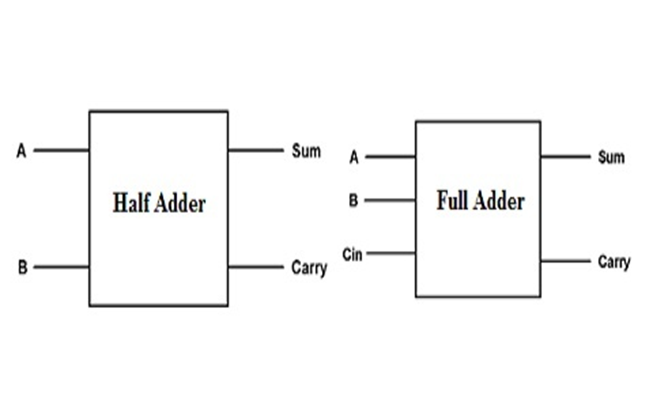 A
B
Half Adder
Sum
Carry
A
B
Cin
Full Adder
Sum
Carry